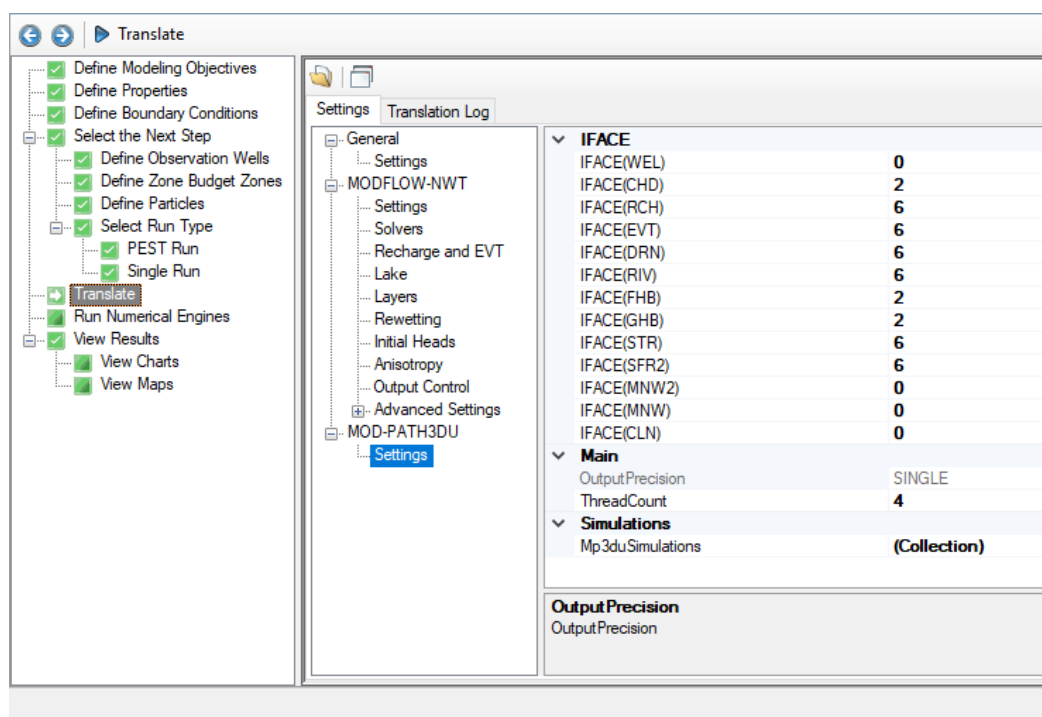 Translate
Define Modeling Objectives
Define Properties
Define Boundary Conditions
Select the Next Step
Define Observation Wells
Define Zone Budget Zones
Define Particles
Select Run Type
PEST Run
Single Run
Translate
Run Numerical Engines
View Results
View Charts
View Maps
Settings Translation Log
General
Settings
MODFLOW-NWT
Settings
Solvers
Recharge and EVT
Lake
Layers
Rewetting
Initial Heads
Anisotropy
Output Control
Advanced Settings
MOD-PATH3DU
Settings
IFACE
IFACE(WEL) 0
IFACE(CHD) 2
IFACE(RCH) 6
IFACE(EVT) 6
IFACE(DRN) 6
IFACE(RIV) 6
IFACE(FHB) 2
IFACE(GHB) 2
IFACE(STR) 6
IFACE(SFR2) 6
IFACE(MNW2) 0
IFACE(MNW) 0
IFACE(CLN) 0
Main
OutputPrecision SINGLE
ThreadCount 4
Simulations
Mp3duSimulations (Collection)
OutputPrecision
OutputPrecision